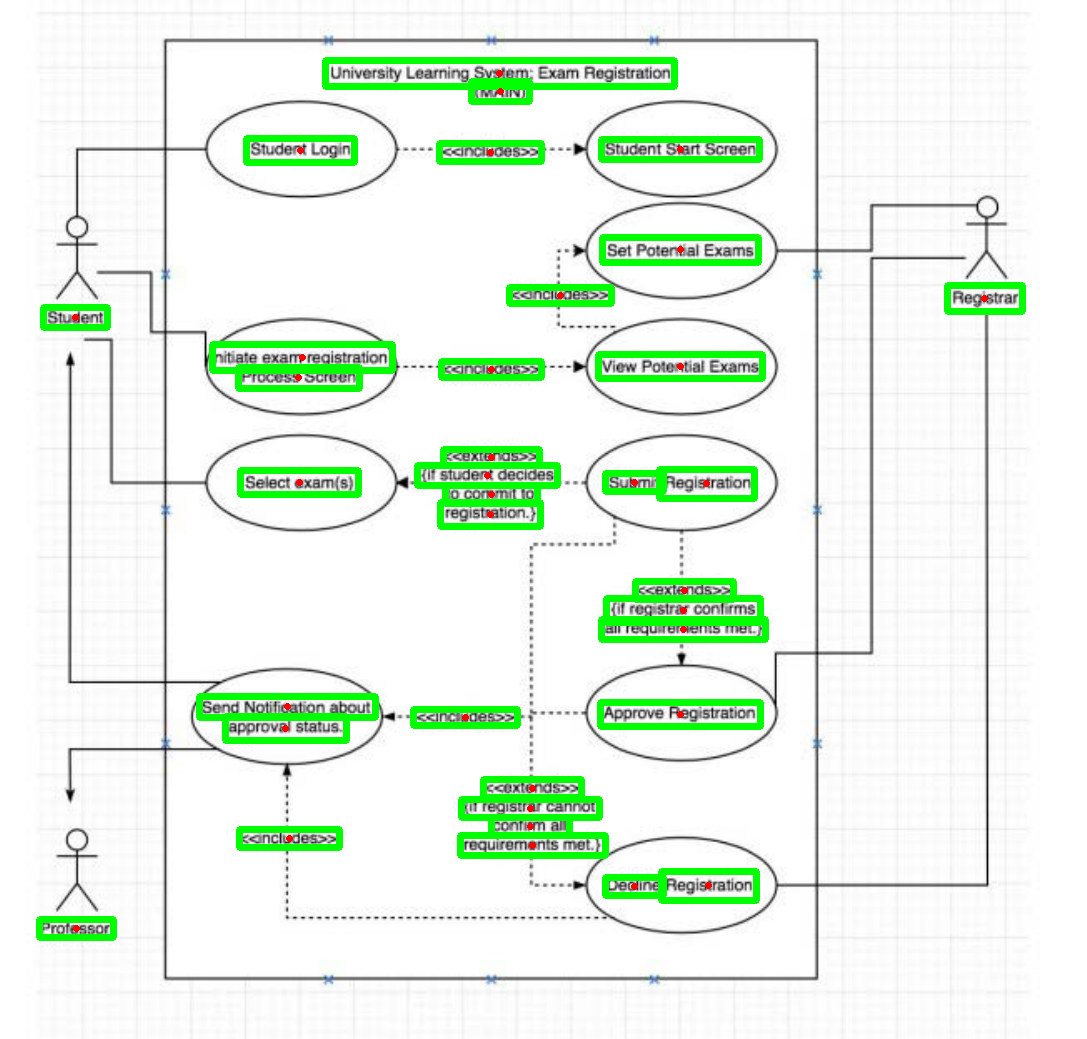 University Learning System: Exam Registration
(MAIN)
Student Login
<<includes>>
Student Start Screen
Set Potential Exams
<<includes>>
Registrar
Student
Initiate exam registration
Process Screen
<<includes>>
View Potential Exams
Select exam(s)
<<extends>>
{if student decides
to commit to
registration.}
Submit Registration
<<extends>>
{if registrar confirms
all requirements met.}
Send Notification about
approval status.
<<includes>>
Approve Registration
<<extends>>
{if registrar cannot
confirm all
requirements met.}
<<includes>>
Decline Registration
Professor